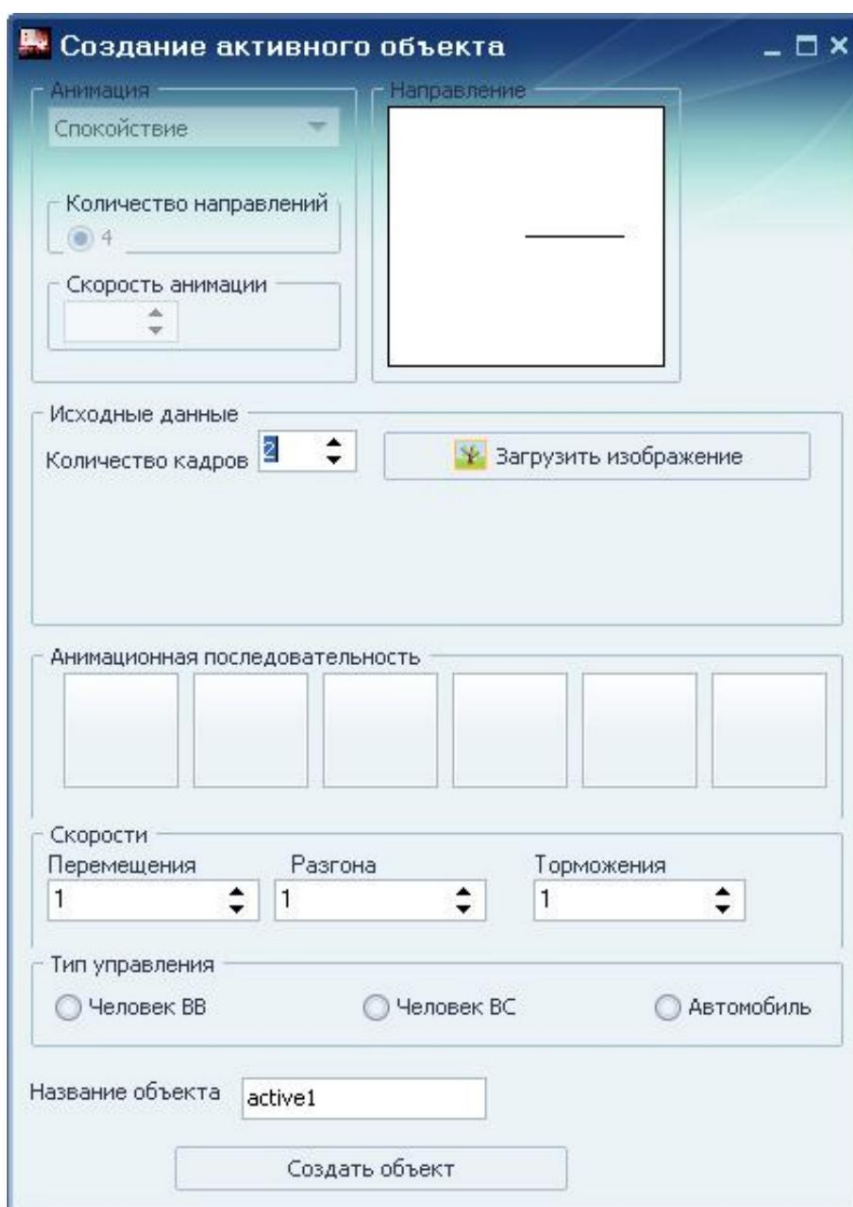 Создание активного объекта
Анимация
Направление
Спокойствие
Количество направлений
4
Скорость анимации
Исходные данные
Количество кадров 2 Загрузить изображение
Анимационная последовательность
Скорости
Перемещения Разгона Торможения
1 1 1
Тип управления
Человек ВВ Человек ВС Автомобиль
Название объекта active1
Создать объект